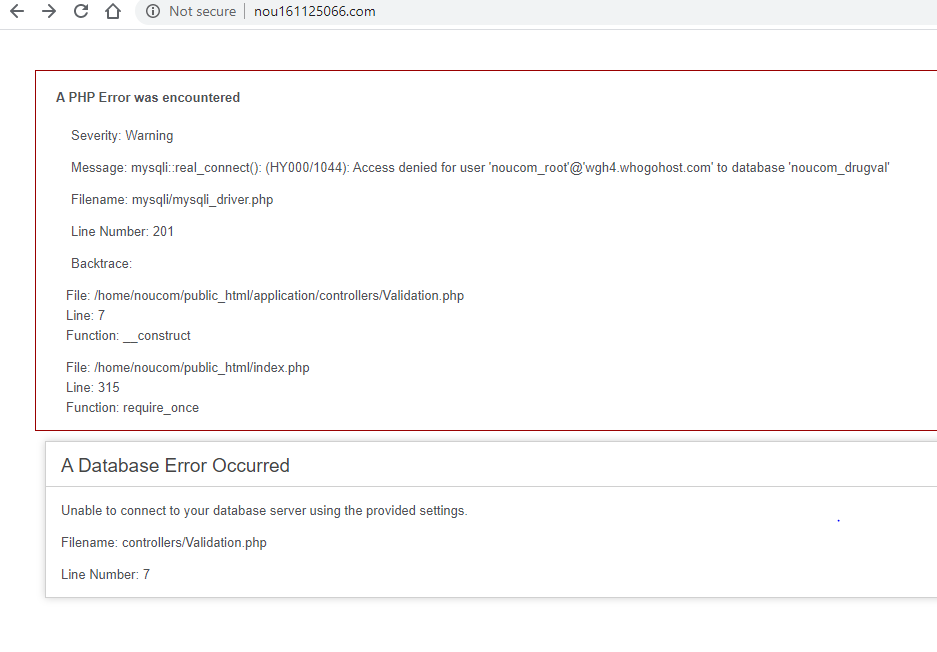 Not secure | nou161125066.com
A PHP Error was encountered
Severity: Warning
Message: mysqli::real_connect(): (HY000/1044): Access denied for user 'noucom_root'@'wgh4.whogohost.com' to database 'noucom_drugval'
Filename: mysqli/mysqli_driver.php
Line Number: 201
Backtrace:
File: /home/noucom/public_html/application/controllers/Validation.php
Line: 7
Function: __construct
File: /home/noucom/public_html/index.php
Line: 315
Function: require_once
A Database Error Occurred
Unable to connect to your database server using the provided settings.
Filename: controllers/Validation.php
Line Number: 7